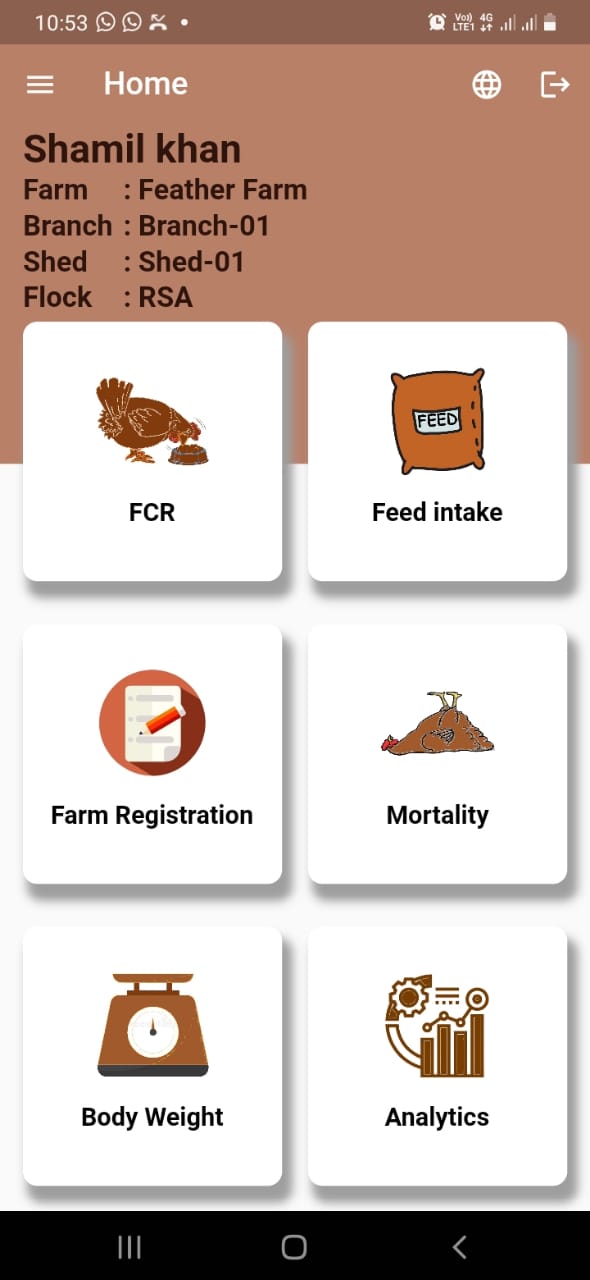 10:53
Vo) 4G
LTE1
Home
Shamil khan
Farm : Feather Farm
Branch : Branch-01
Shed : Shed-01
Flock : RSA
FEED
FCR
Feed intake
Farm Registration
Mortality
Body Weight
Analytics